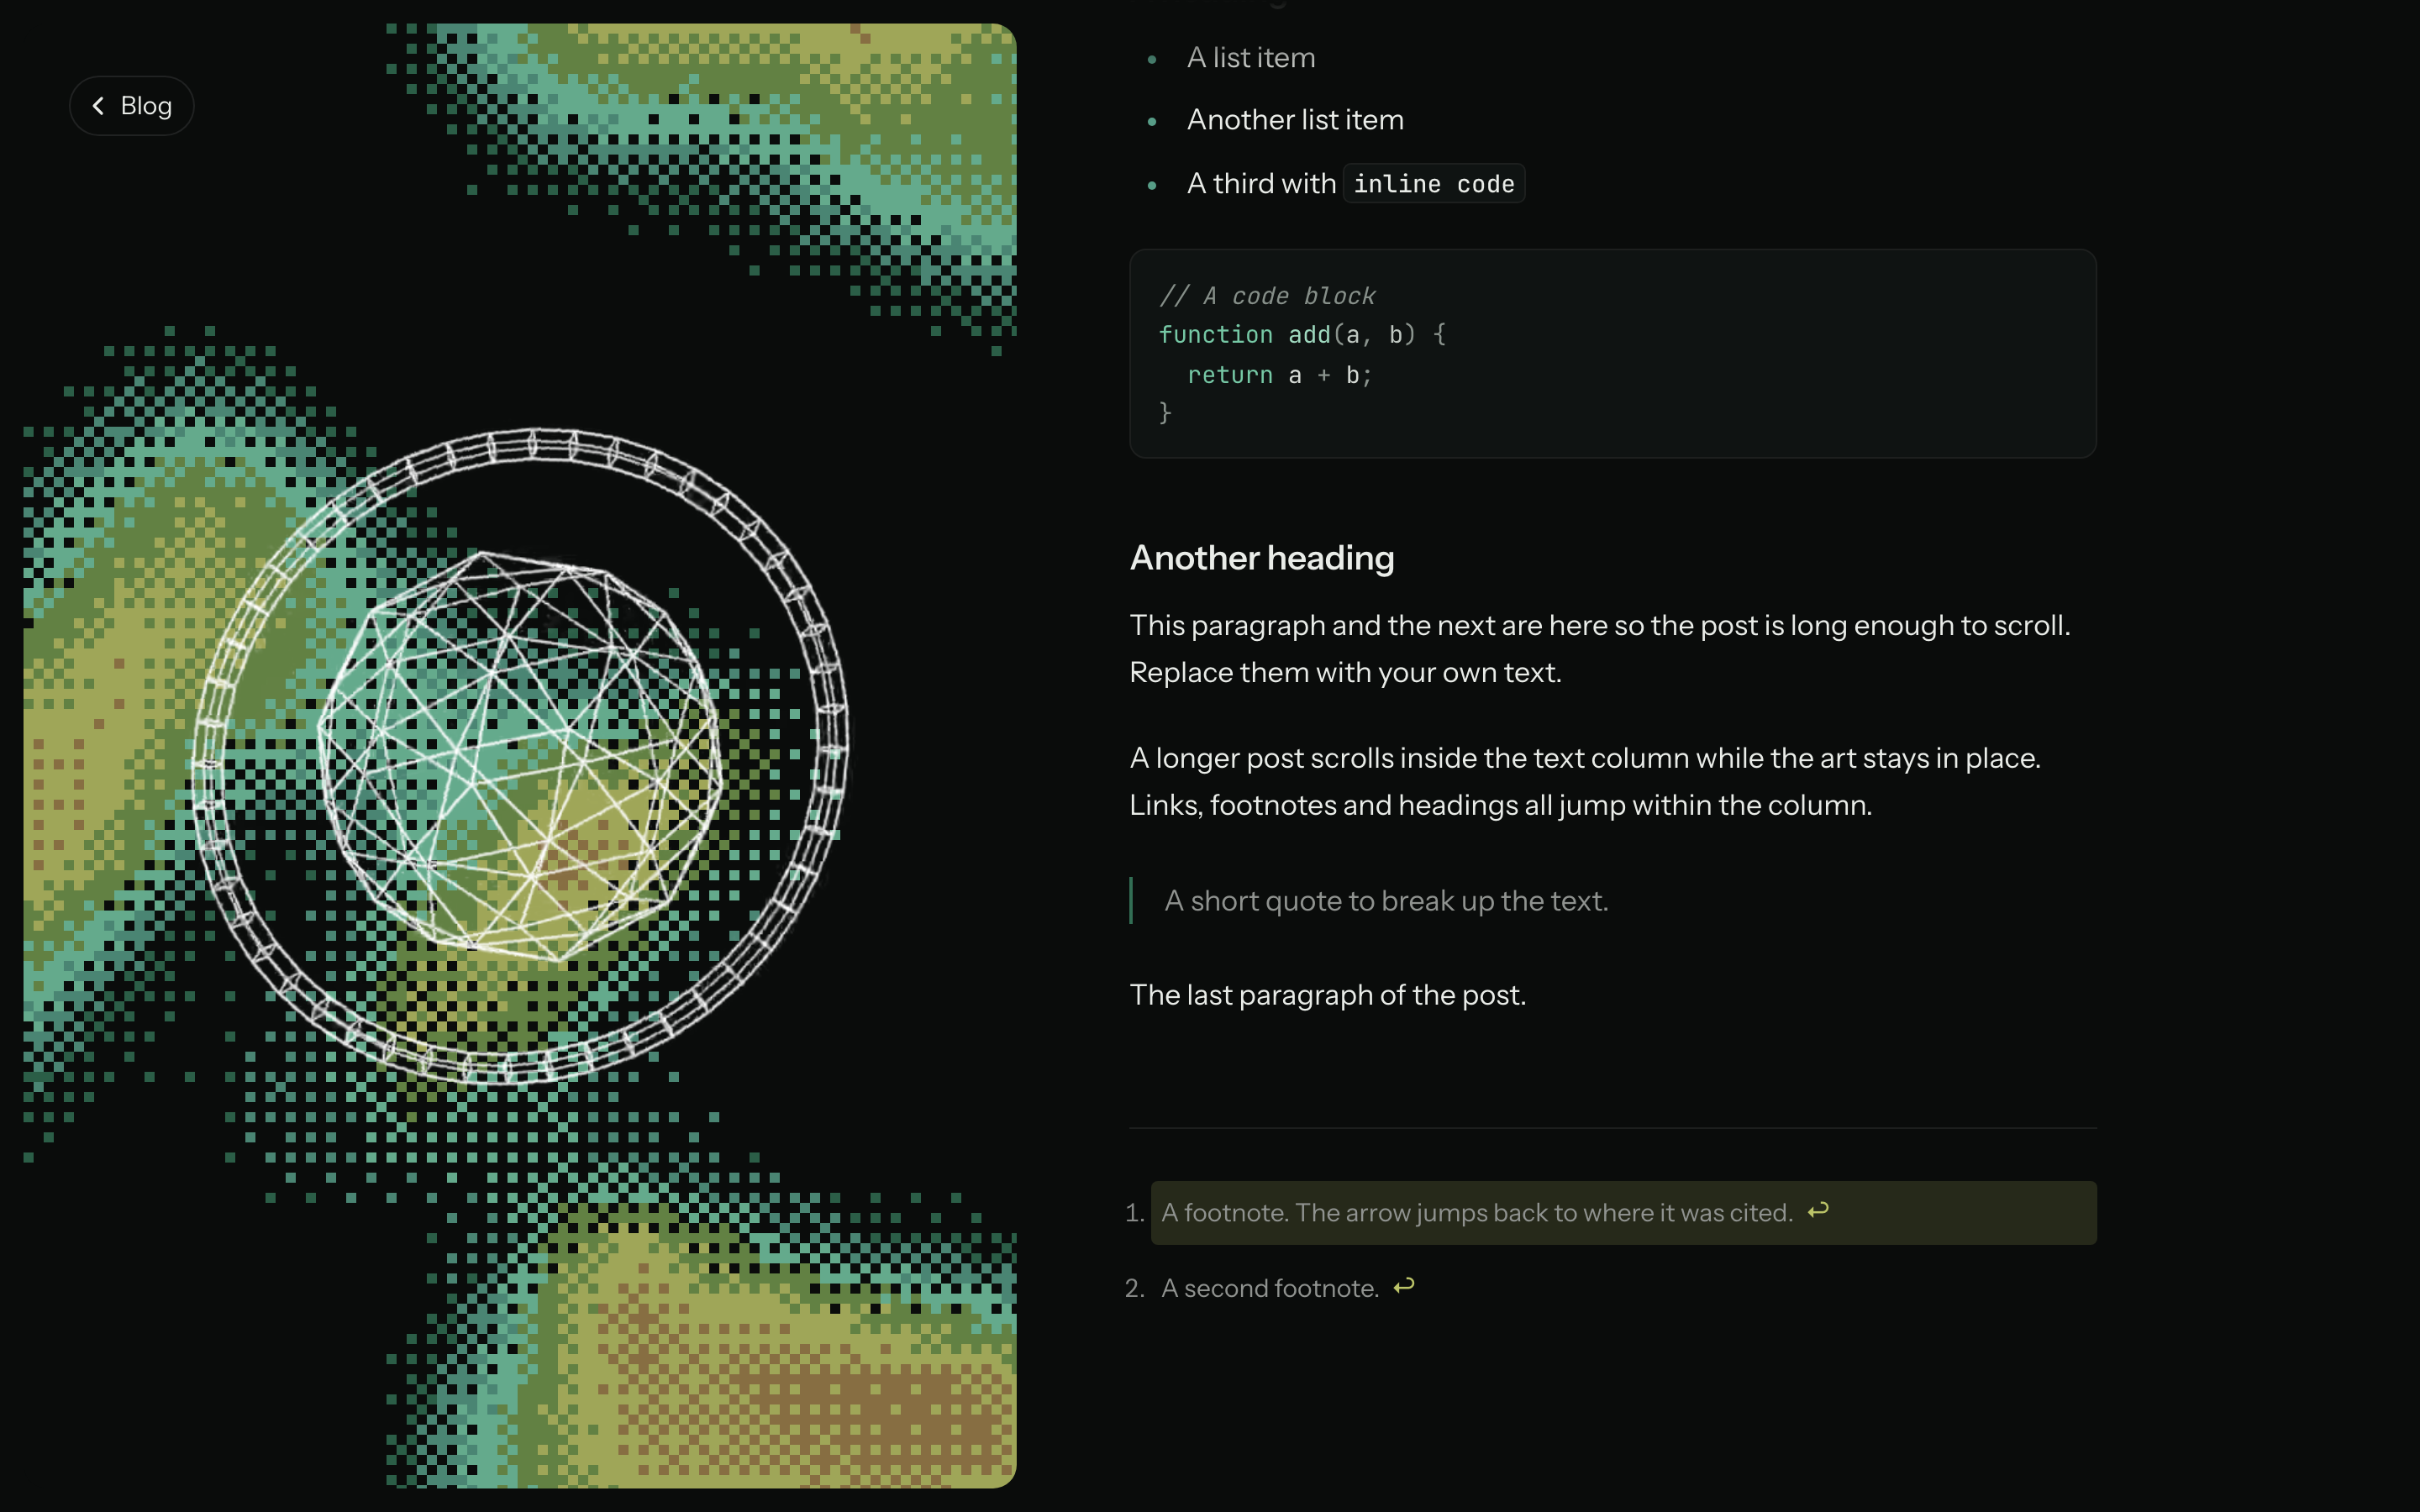 Blog
A list item
Another list item
A third with inline code
// A code block
function add(a, b) {
  return a + b;
}
Another heading
This paragraph and the next are here so the post is long enough to scroll.
Replace them with your own text.
A longer post scrolls inside the text column while the art stays in place.
Links, footnotes and headings all jump within the column.
A short quote to break up the text.
The last paragraph of the post.
1. A footnote. The arrow jumps back to where it was cited. ↩
2. A second footnote. ↩